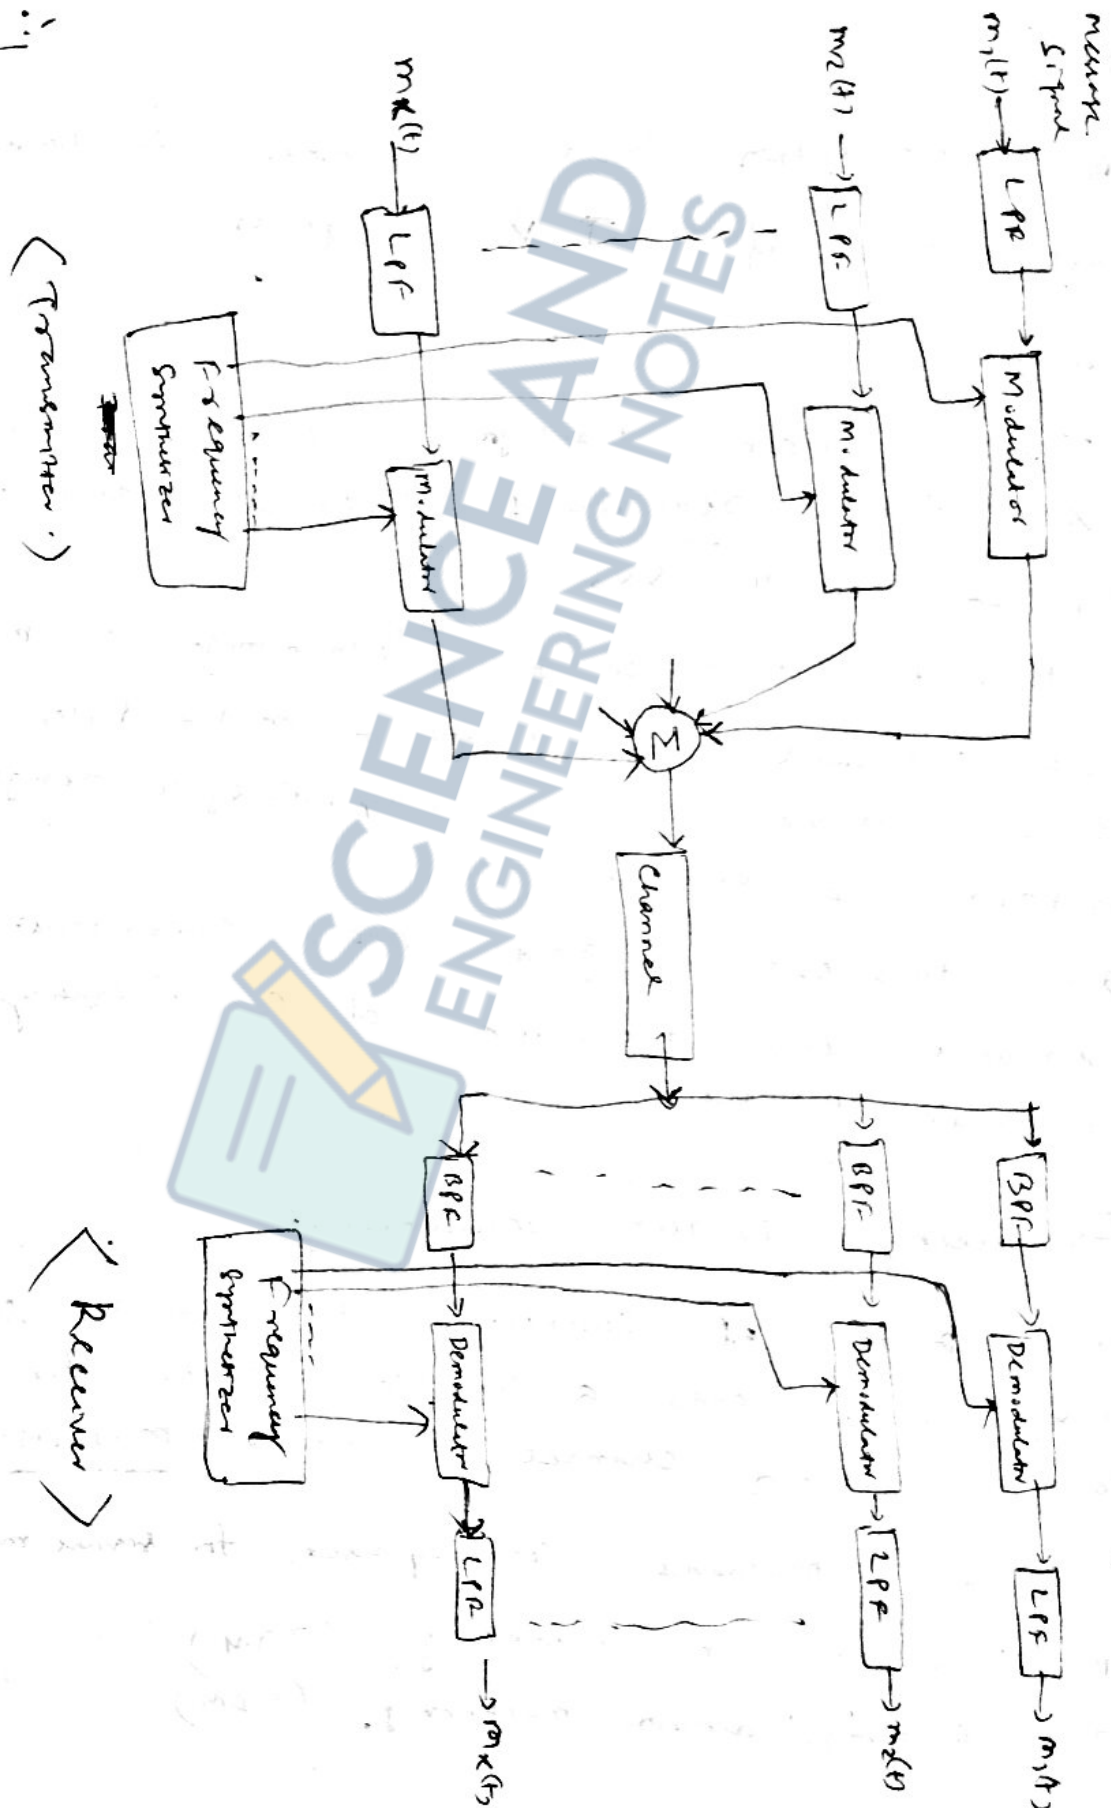 Message
Signal
m1(t)
LPF
Modulator
m2(t)
LPF
Modulator
mk(t)
LPF
Modulator
Frequency
Synthesizer
<Transmitter.>
Σ
Channel
BPF
Demodulator
LPF
m1(t)
BPF
Demodulator
LPF
m2(t)
BPF
Demodulator
LPF
mk(t)
Frequency
Synthesizer
<Receiver>
SCIENCE AND
ENGINEERING NOTES